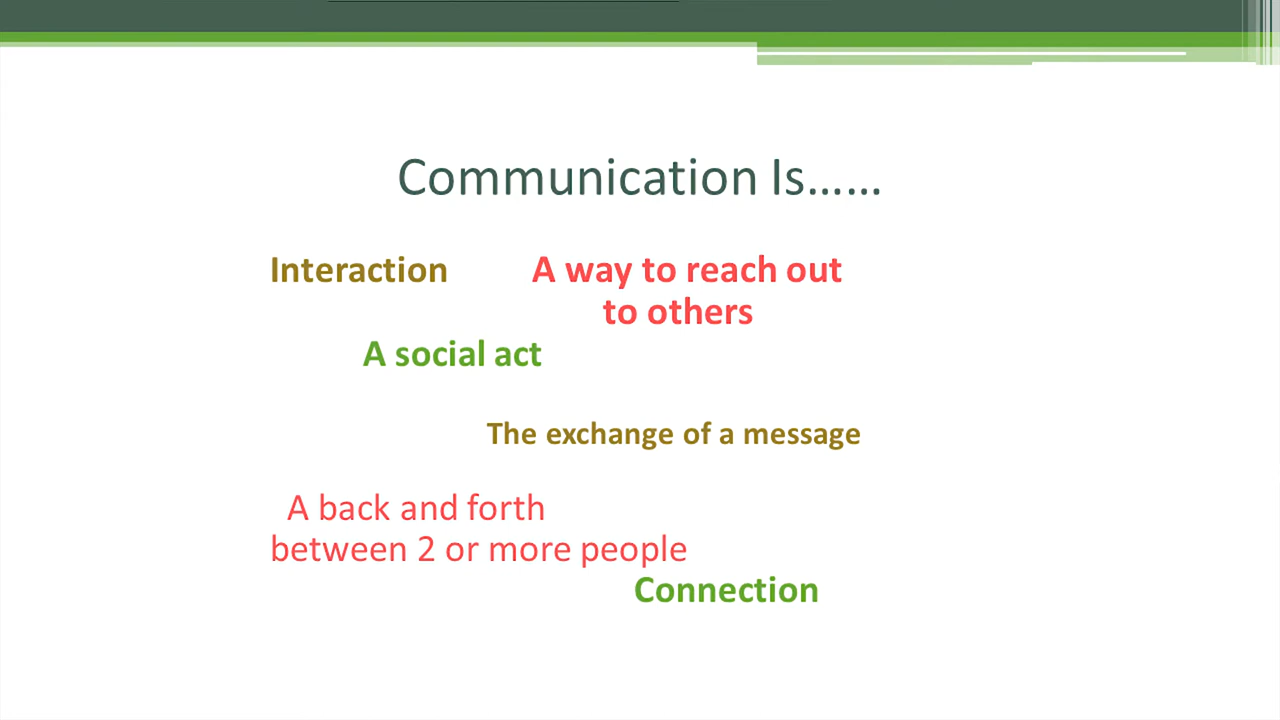 Communication Is……
Interaction A way to reach out
to others
A social act
The exchange of a message
A back and forth
between 2 or more people
Connection